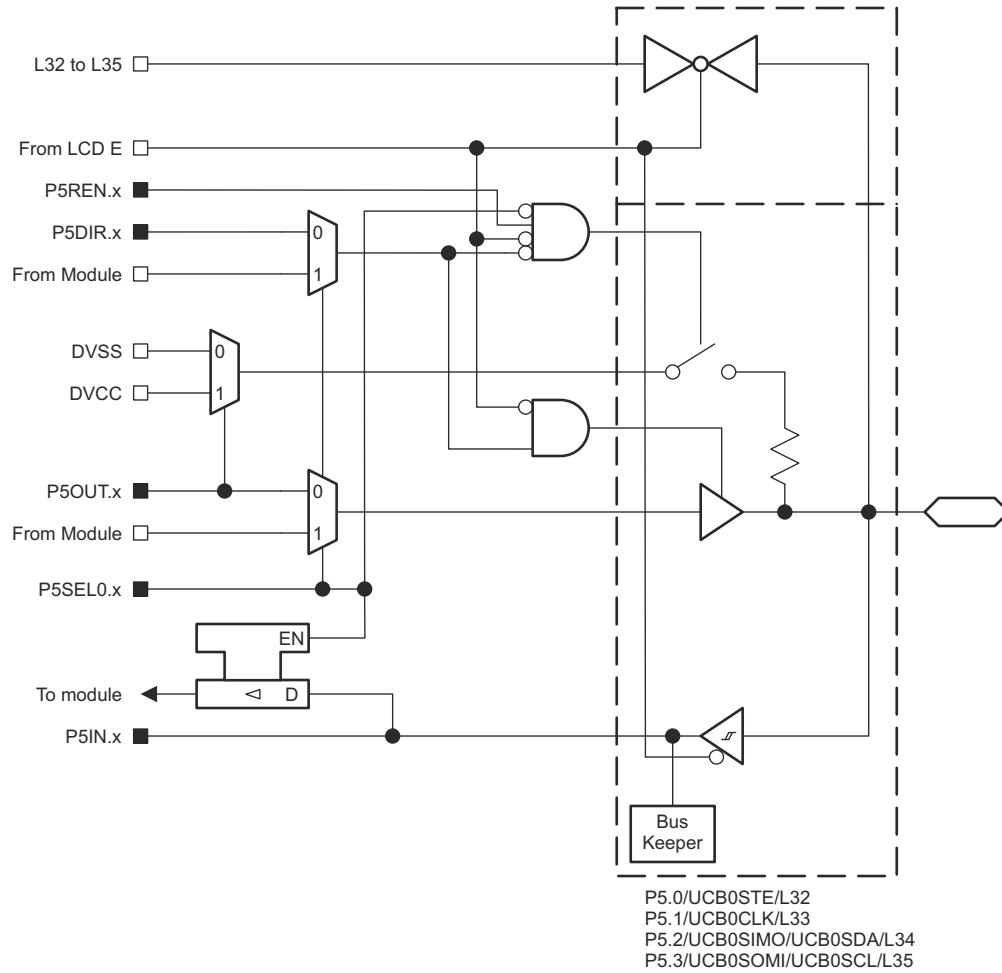 L32 to L35
From LCD E
P5REN.x
P5DIR.x
0
From Module
1
DVSS
0
DVCC
1
P5OUT.x
0
From Module
1
P5SEL0.x
EN
To module
D
P5IN.x
Bus
Keeper
P5.0/UCB0STE/L32
P5.1/UCB0CLK/L33
P5.2/UCB0SIMO/UCB0SDA/L34
P5.3/UCB0SOMI/UCB0SCL/L35